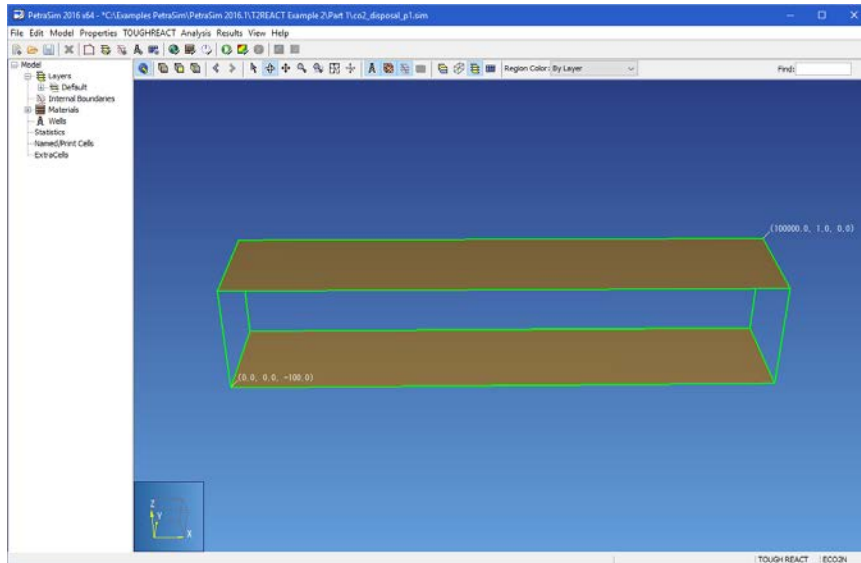 PetraSim 2016 x64 - *C:\Examples PetraSim\PetraSim 2016.1\T2REACT Example 2\Part 1\co2_disposal_p1.sim
File Edit Model Properties TOUGHREACT Analysis Results View Help
Region Color: By Layer
Find:
Model
Layers
Default
Internal Boundaries
Materials
Wells
Statistics
Named/Print Cells
ExtraCells
(100000.0, 1.0, 0.0)
(0.0, 0.0, -100.0)
Z
Y
X
TOUGH REACT
ECO2N